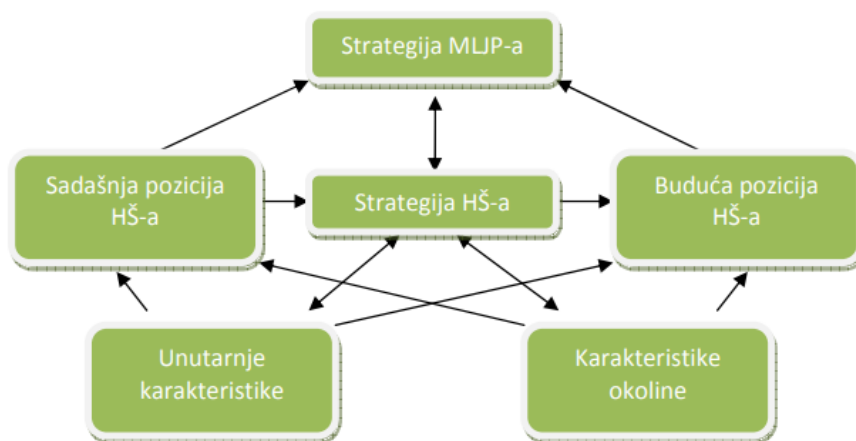 Strategija MLJP-a
Sadašnja pozicija
HŠ-a
Strategija HŠ-a
Buduća pozicija
HŠ-a
Unutarnje
karakteristike
Karakteristike
okoline